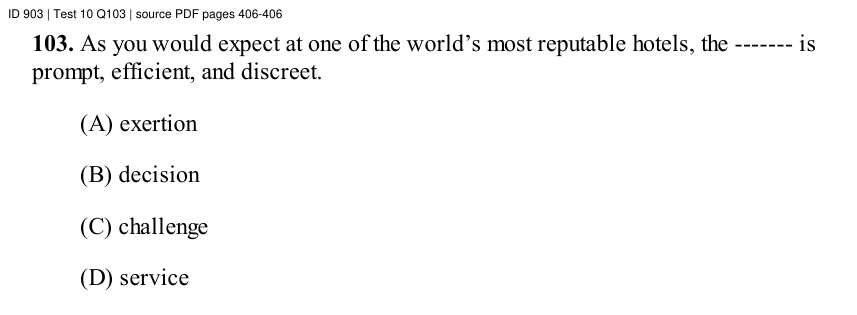 ID 903 | Test 10 Q103 | source PDF pages 406-406
103. As you would expect at one of the world’s most reputable hotels, the ------- is
prompt, efficient, and discreet.
(A) exertion
(B) decision
(C) challenge
(D) service